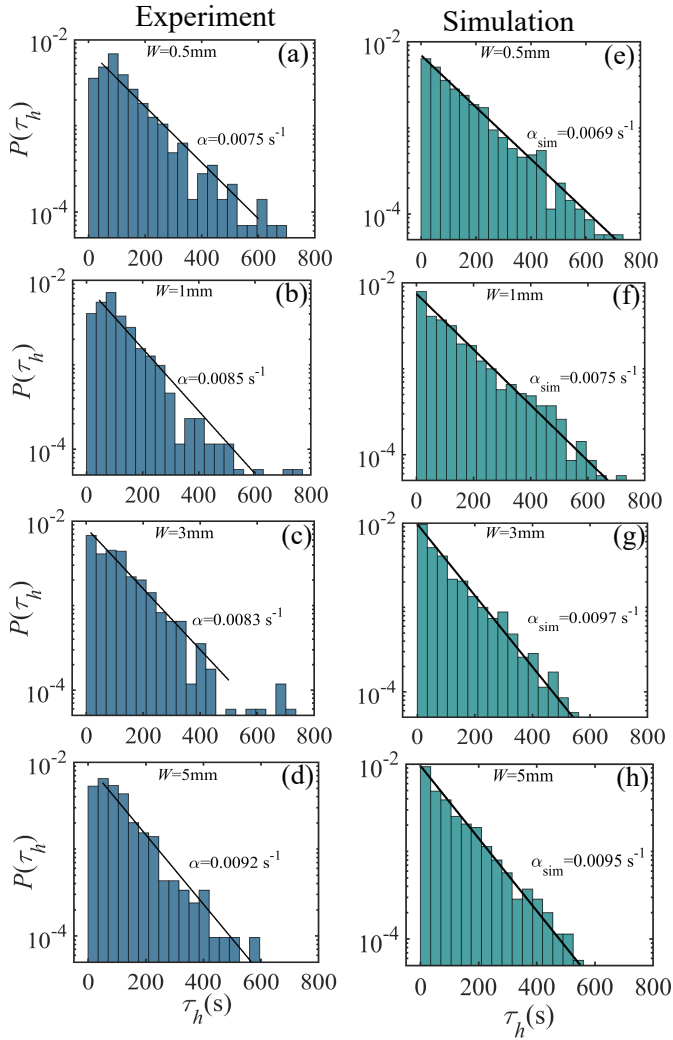 Experiment
Simulation
(a)
W=0.5mm
α=0.0075 s⁻¹
P(τh)
10⁻²
10⁻⁴
0 200 400 600 800
(e)
W=0.5mm
αsim=0.0069 s⁻¹
10⁻²
10⁻⁴
0 200 400 600 800
(b)
W=1mm
α=0.0085 s⁻¹
P(τh)
10⁻²
10⁻⁴
0 200 400 600 800
(f)
W=1mm
αsim=0.0075 s⁻¹
10⁻²
10⁻⁴
0 200 400 600 800
(c)
W=3mm
α=0.0083 s⁻¹
P(τh)
10⁻²
10⁻⁴
0 200 400 600 800
(g)
W=3mm
αsim=0.0097 s⁻¹
10⁻²
10⁻⁴
0 200 400 600 800
(d)
W=5mm
α=0.0092 s⁻¹
P(τh)
10⁻²
10⁻⁴
0 200 400 600 800
τh(s)
(h)
W=5mm
αsim=0.0095 s⁻¹
10⁻²
10⁻⁴
0 200 400 600 800
τh(s)